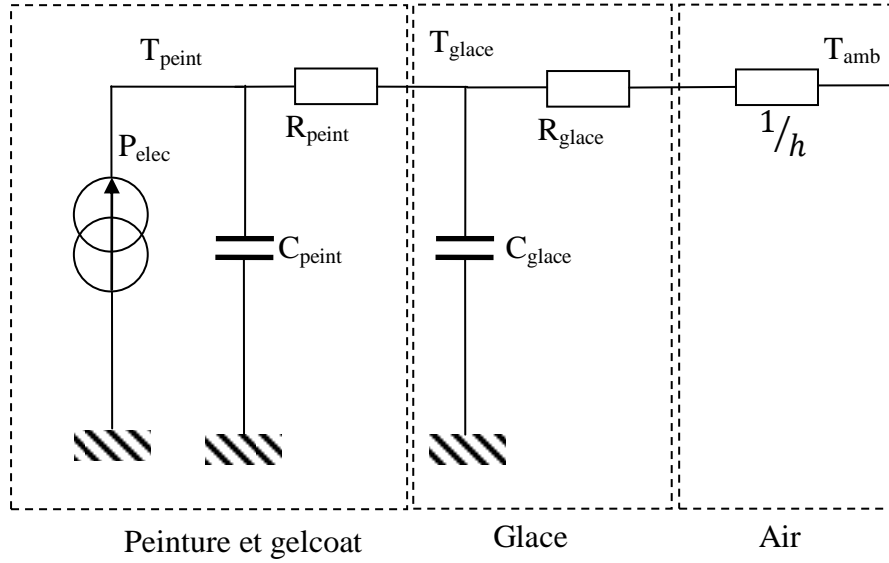 T_peint
T_glace
T_amb
R_peint
R_glace
1/h
P_elec
C_peint
C_glace
Peinture et gelcoat
Glace
Air